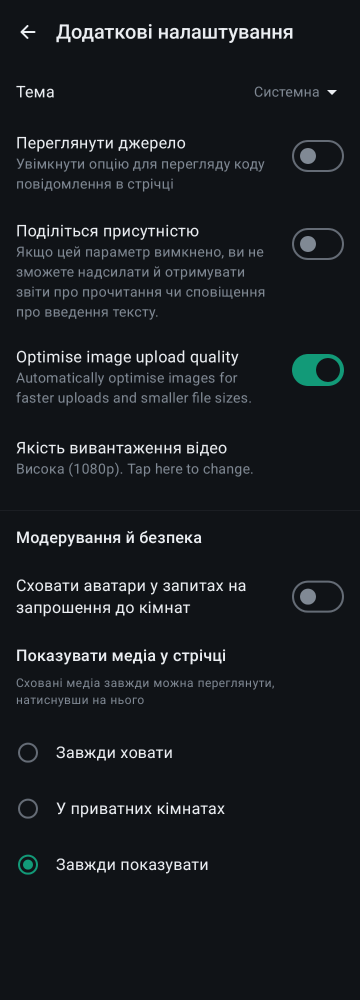 Додаткові налаштування
Тема
Системна
Переглянути джерело
Увімкнути опцію для перегляду коду
повідомлення в стрічці
Поділіться присутністю
Якщо цей параметр вимкнено, ви не
зможете надсилати й отримувати
звіти про прочитання чи сповіщення
про введення тексту.
Optimise image upload quality
Automatically optimise images for
faster uploads and smaller file sizes.
Якість вивантаження відео
Висока (1080p). Tap here to change.
Модерування й безпека
Сховати аватари у запитах на
запрошення до кімнат
Показувати медіа у стрічці
Сховані медіа завжди можна переглянути,
натиснувши на нього
Завжди ховати
У приватних кімнатах
Завжди показувати